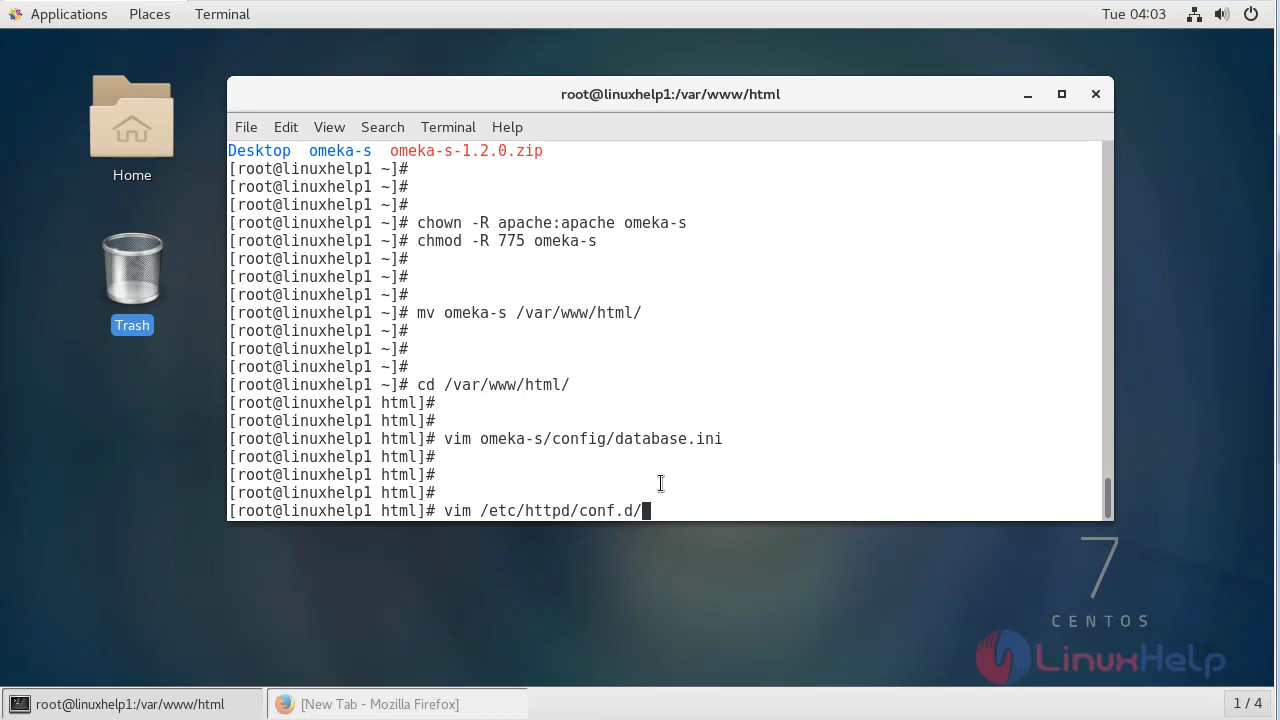 Applications Places Terminal Tue 04:03
Home
Trash
root@linuxhelp1:/var/www/html
File Edit View Search Terminal Help
Desktop omeka-s omeka-s-1.2.0.zip
[root@linuxhelp1 ~]#
[root@linuxhelp1 ~]#
[root@linuxhelp1 ~]#
[root@linuxhelp1 ~]# chown -R apache:apache omeka-s
[root@linuxhelp1 ~]# chmod -R 775 omeka-s
[root@linuxhelp1 ~]#
[root@linuxhelp1 ~]#
[root@linuxhelp1 ~]#
[root@linuxhelp1 ~]# mv omeka-s /var/www/html/
[root@linuxhelp1 ~]#
[root@linuxhelp1 ~]#
[root@linuxhelp1 ~]#
[root@linuxhelp1 ~]# cd /var/www/html/
[root@linuxhelp1 html]#
[root@linuxhelp1 html]#
[root@linuxhelp1 html]# vim omeka-s/config/database.ini
[root@linuxhelp1 html]#
[root@linuxhelp1 html]#
[root@linuxhelp1 html]#
[root@linuxhelp1 html]# vim /etc/httpd/conf.d/
7
CENTOS
LinuxHelp
root@linuxhelp1:/var/www/html [New Tab - Mozilla Firefox] 1 / 4